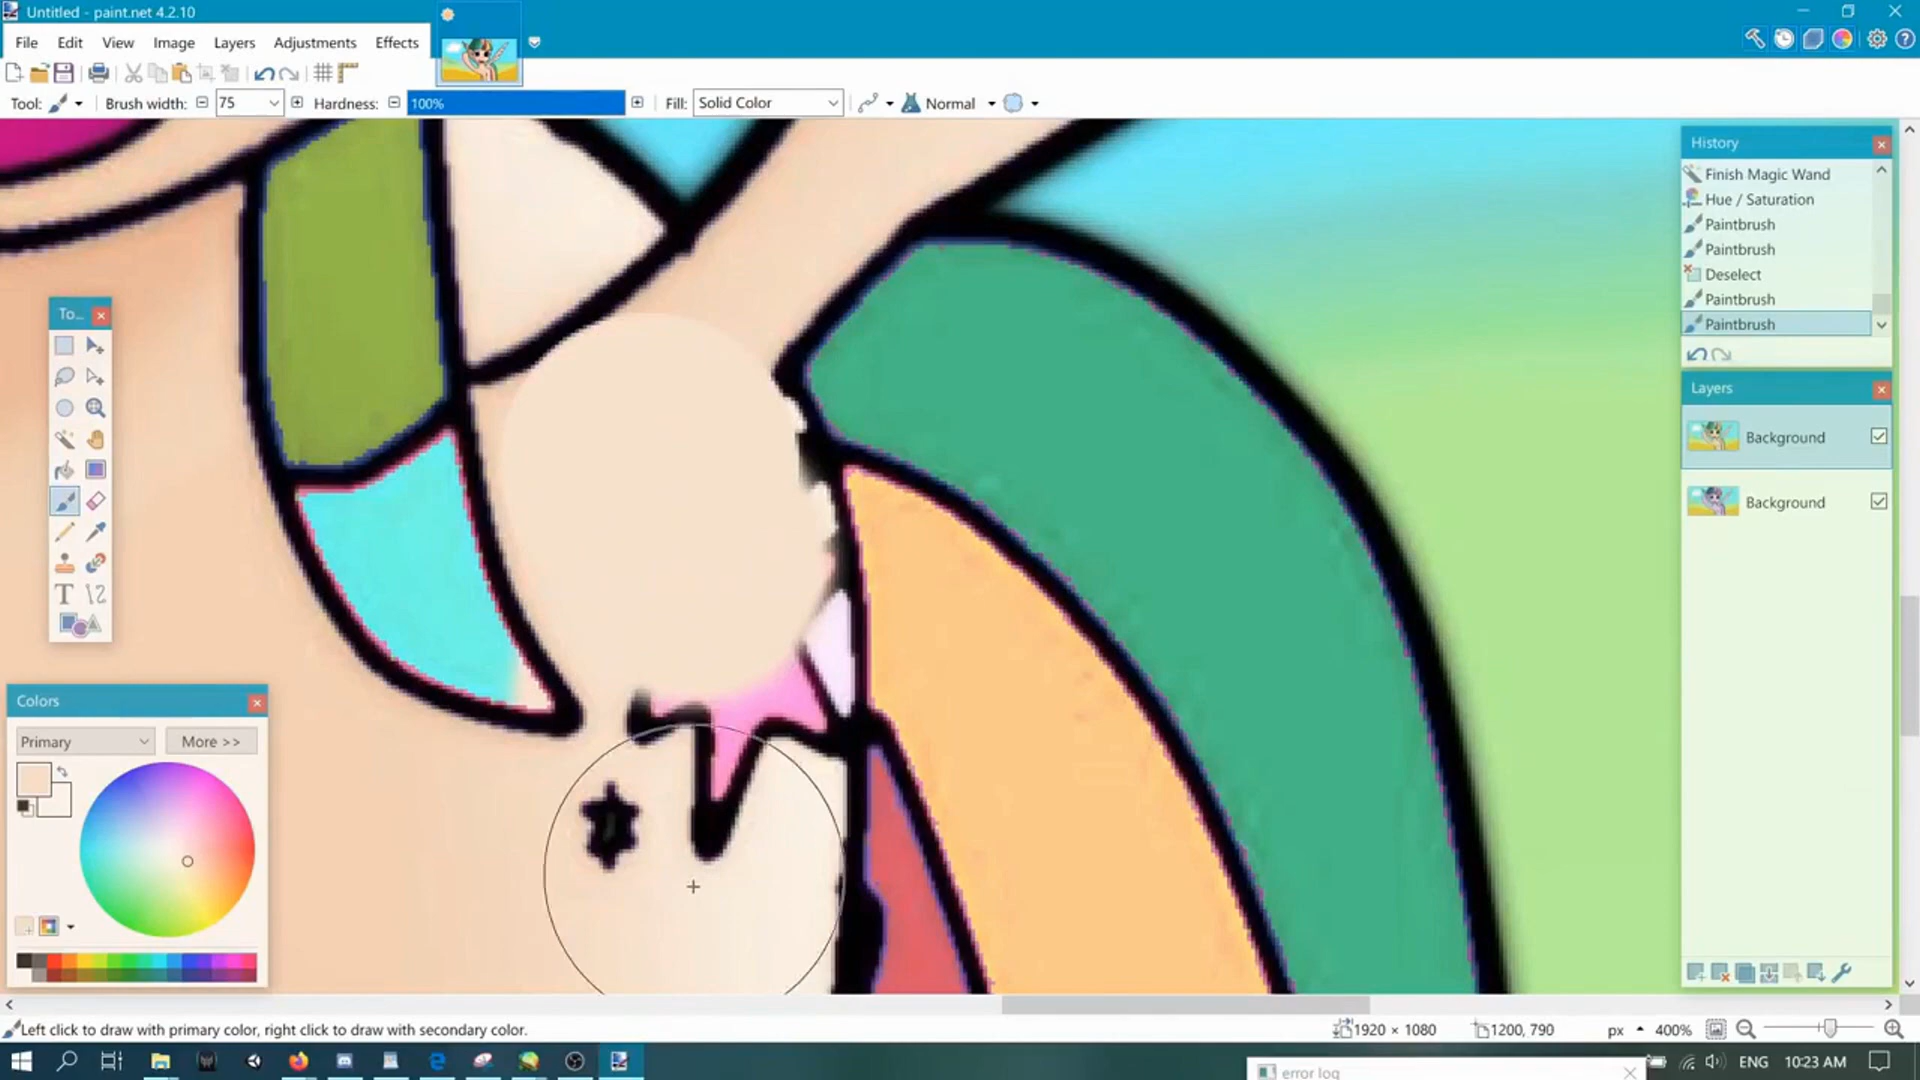 Untitled - paint.net 4.2.10
File Edit View Image Layers Adjustments Effects
Tool: Brush width: 75 Hardness: 100% Fill: Solid Color Normal
History
Finish Magic Wand
Hue / Saturation
Paintbrush
Paintbrush
Deselect
Paintbrush
Paintbrush
To...
Layers
Background
Background
Colors
Primary More >>
Left click to draw with primary color, right click to draw with secondary color.
1920 × 1080 1200, 790 px 400%
ENG 10:23 AM
error log